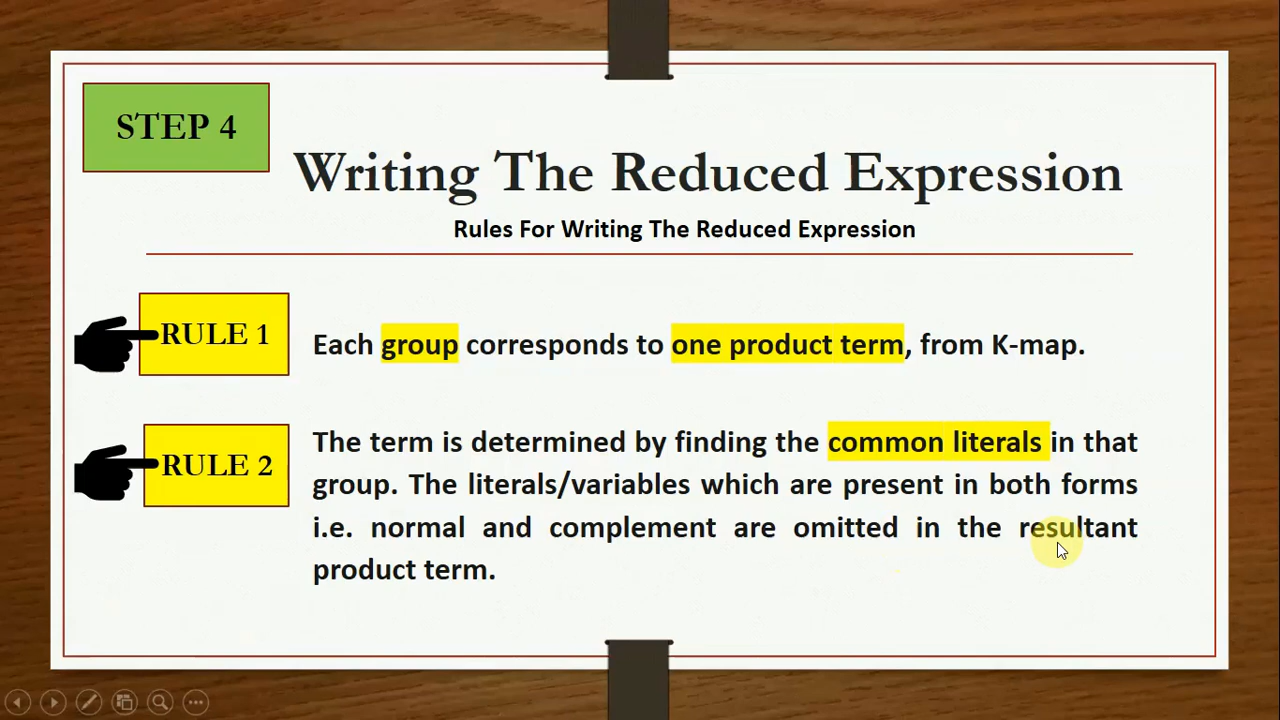 STEP 4
Writing The Reduced Expression
Rules For Writing The Reduced Expression
RULE 1
Each group corresponds to one product term, from K-map.
RULE 2
The term is determined by finding the common literals in that
group. The literals/variables which are present in both forms
i.e. normal and complement are omitted in the resultant
product term.